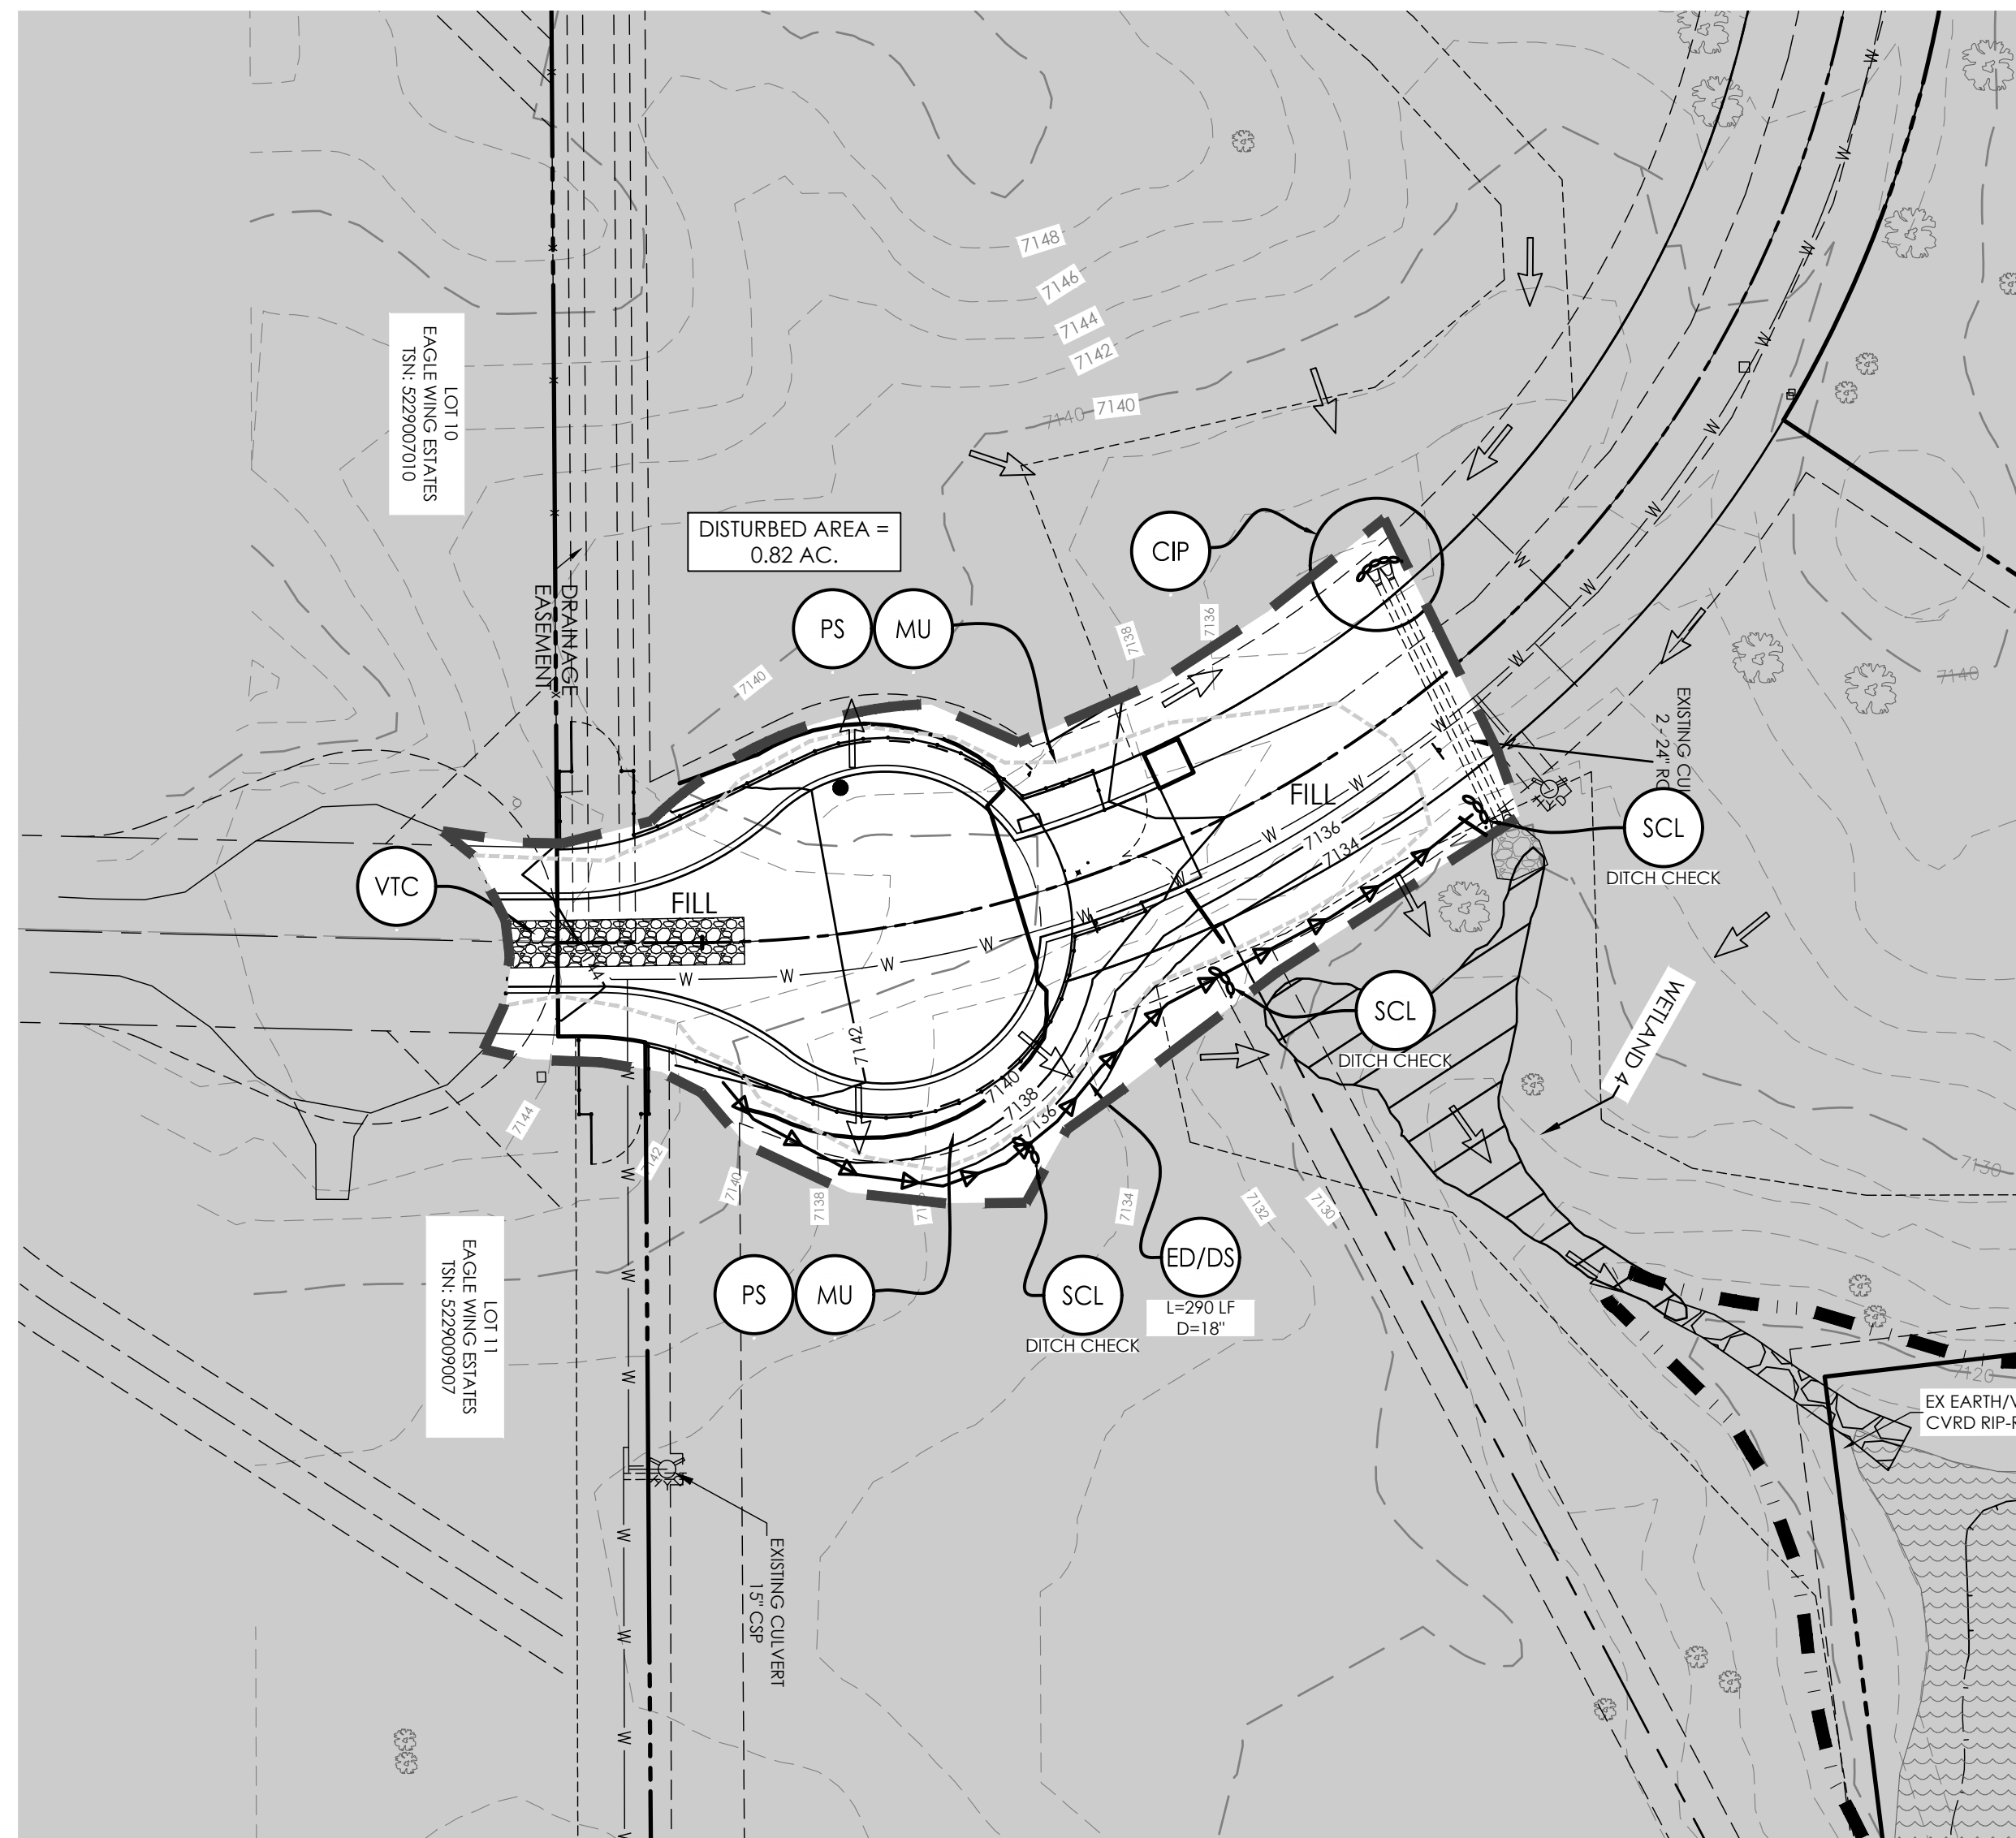 7148
7146
7144
7142
7140
7140
LOT 10
EAGLE WING ESTATES
TSN: 5229007010
DISTURBED AREA =
0.82 AC.
CIP
PS
MU
DRAINAGE
EASEMENT
7138
7136
7140
7140
EXISTING CU
2 - 24" RC
FILL
7136
7134
SCL
DITCH CHECK
VTC
FILL
W
W
W
W
W
W
W
7142
SCL
DITCH CHECK
WETLAND 4
7140
7138
7136
7144
7140
7138
7134
7132
7130
7130
PS
MU
SCL
DITCH CHECK
ED/DS
L=290 LF
D=18"
LOT 11
EAGLE WING ESTATES
TSN: 5229009007
7120
EX EARTH/V
CVRD RIP-R
EXISTING CULVERT
15" CSP